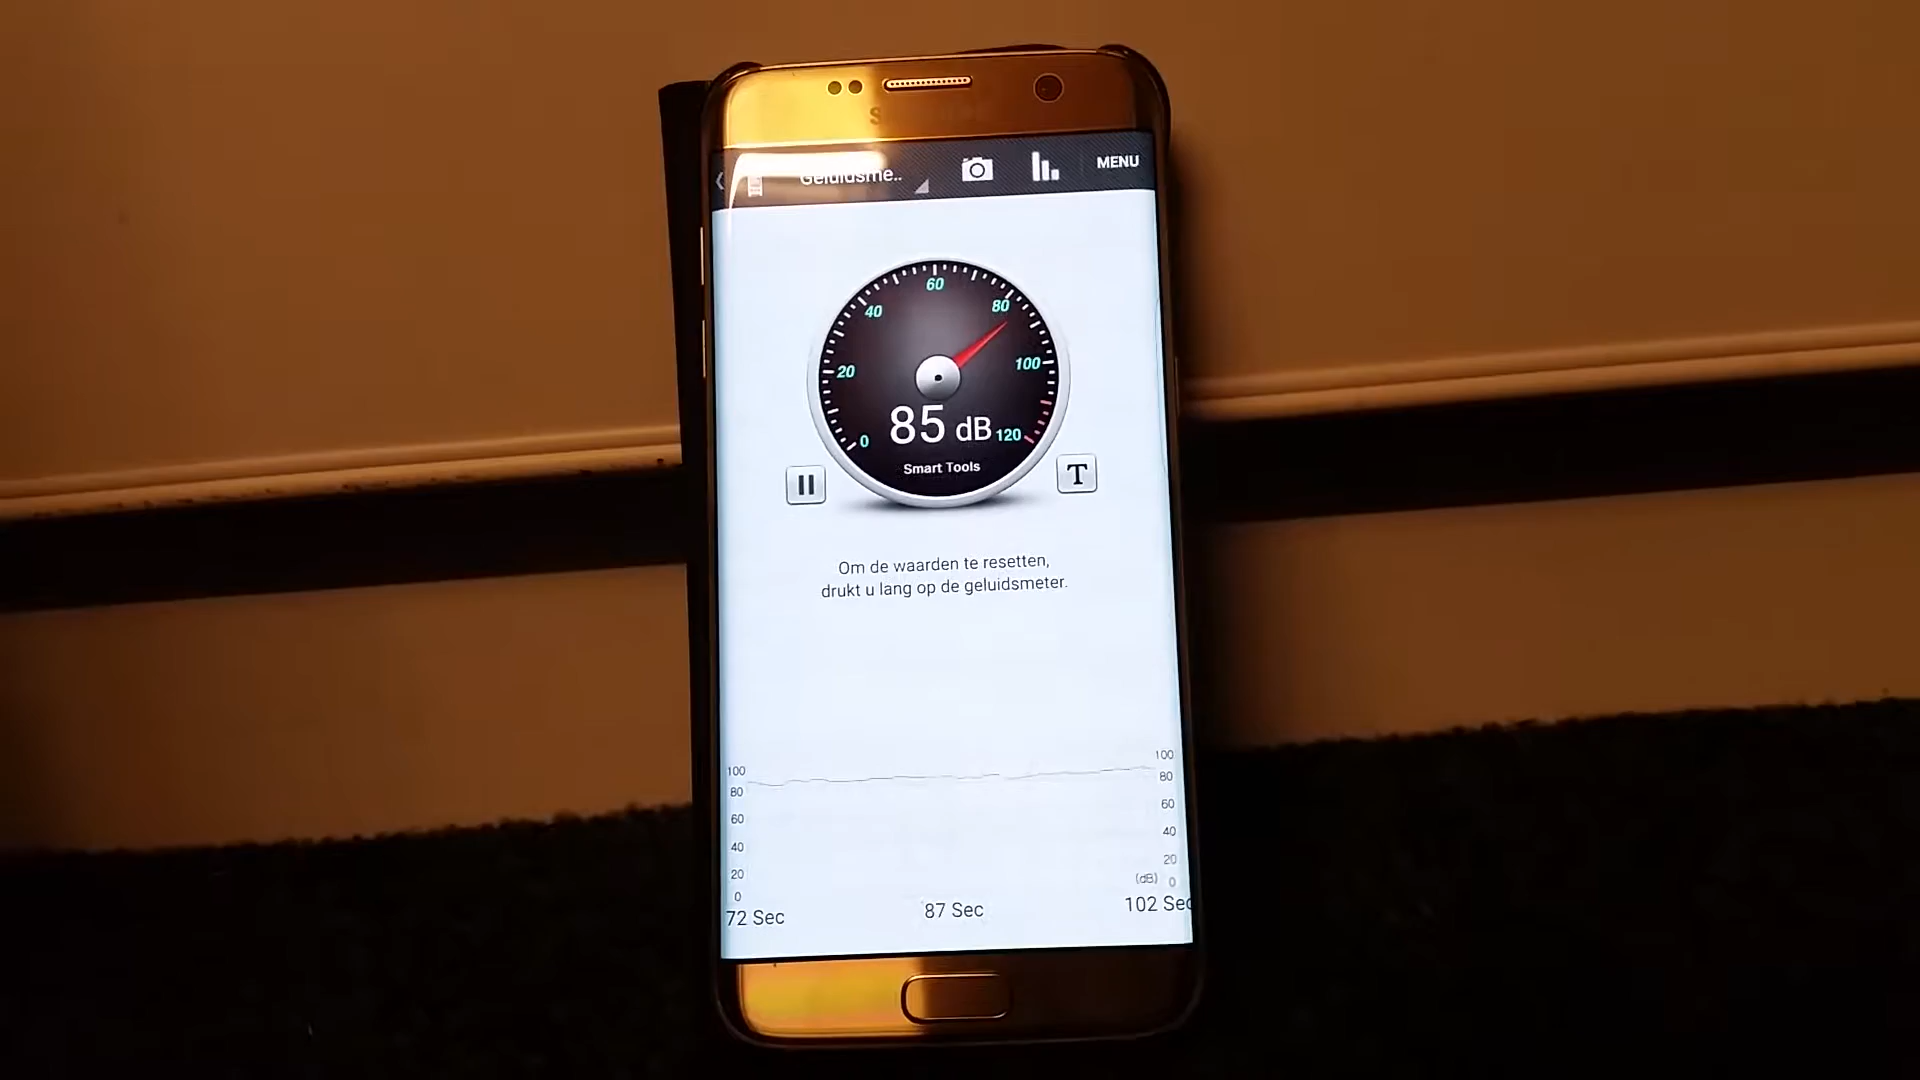 Geluidsme..
MENU
60
40
80
20
100
0
85 dB
120
Smart Tools
T
Om de waarden te resetten,
drukt u lang op de geluidsmeter.
100
100
80
80
60
60
40
40
20
20
(dB)
0
0
72 Sec
87 Sec
102 Sec